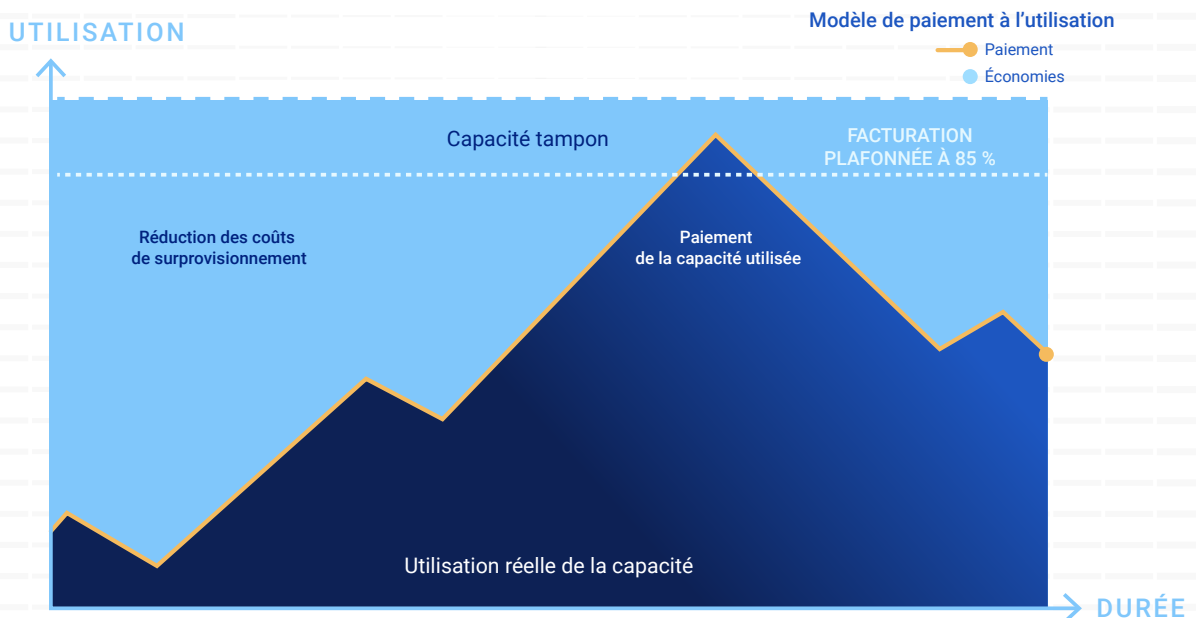 UTILISATION
Modèle de paiement à l’utilisation
Paiement
Économies
Capacité tampon
FACTURATION
PLAFONNÉE À 85 %
Réduction des coûts
de surprovisionnement
Paiement
de la capacité utilisée
Utilisation réelle de la capacité
DURÉE